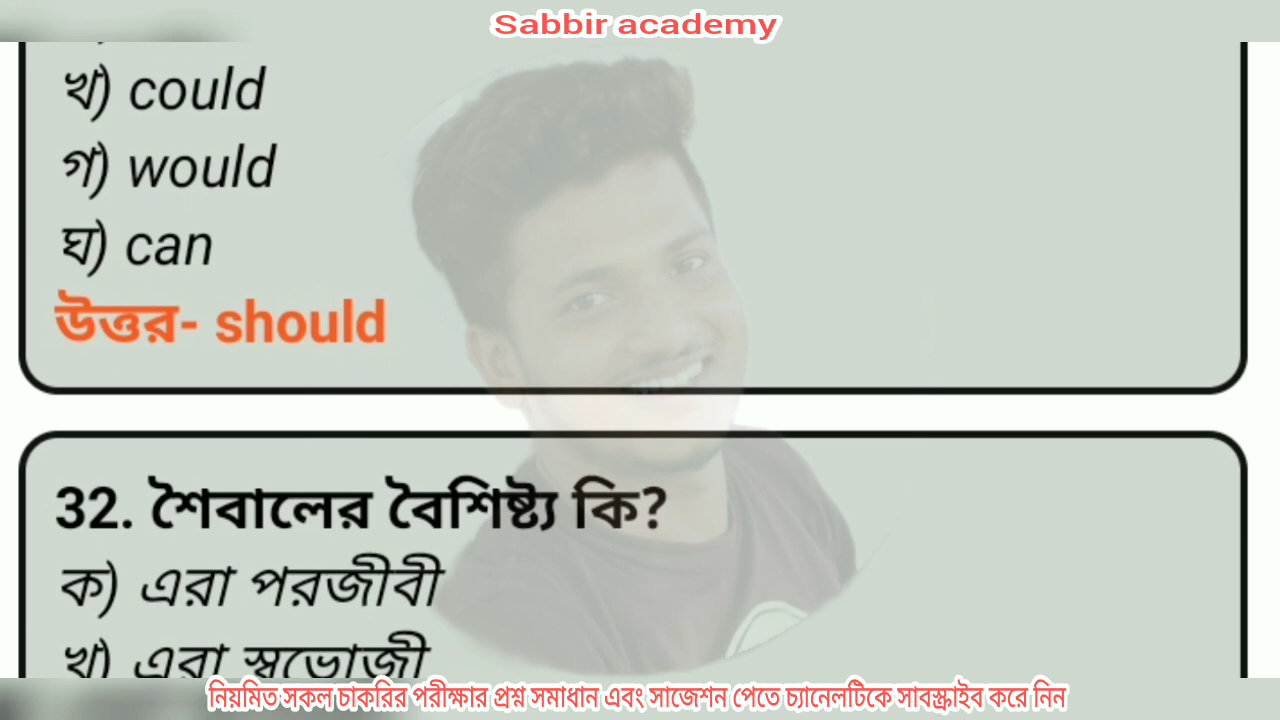 Sabbir academy
খ) could
গ) would
ঘ) can
উত্তর- should
32. শৈবালের বৈশিষ্ট্য কি?
ক) এরা পরজীবী
খ) এরা স্বভোজী
নিয়মিত সকল চাকরির পরীক্ষার প্রশ্ন সমাধান এবং সাজেশন পেতে চ্যানেলটিকে সাবস্ক্রাইব করে নিন